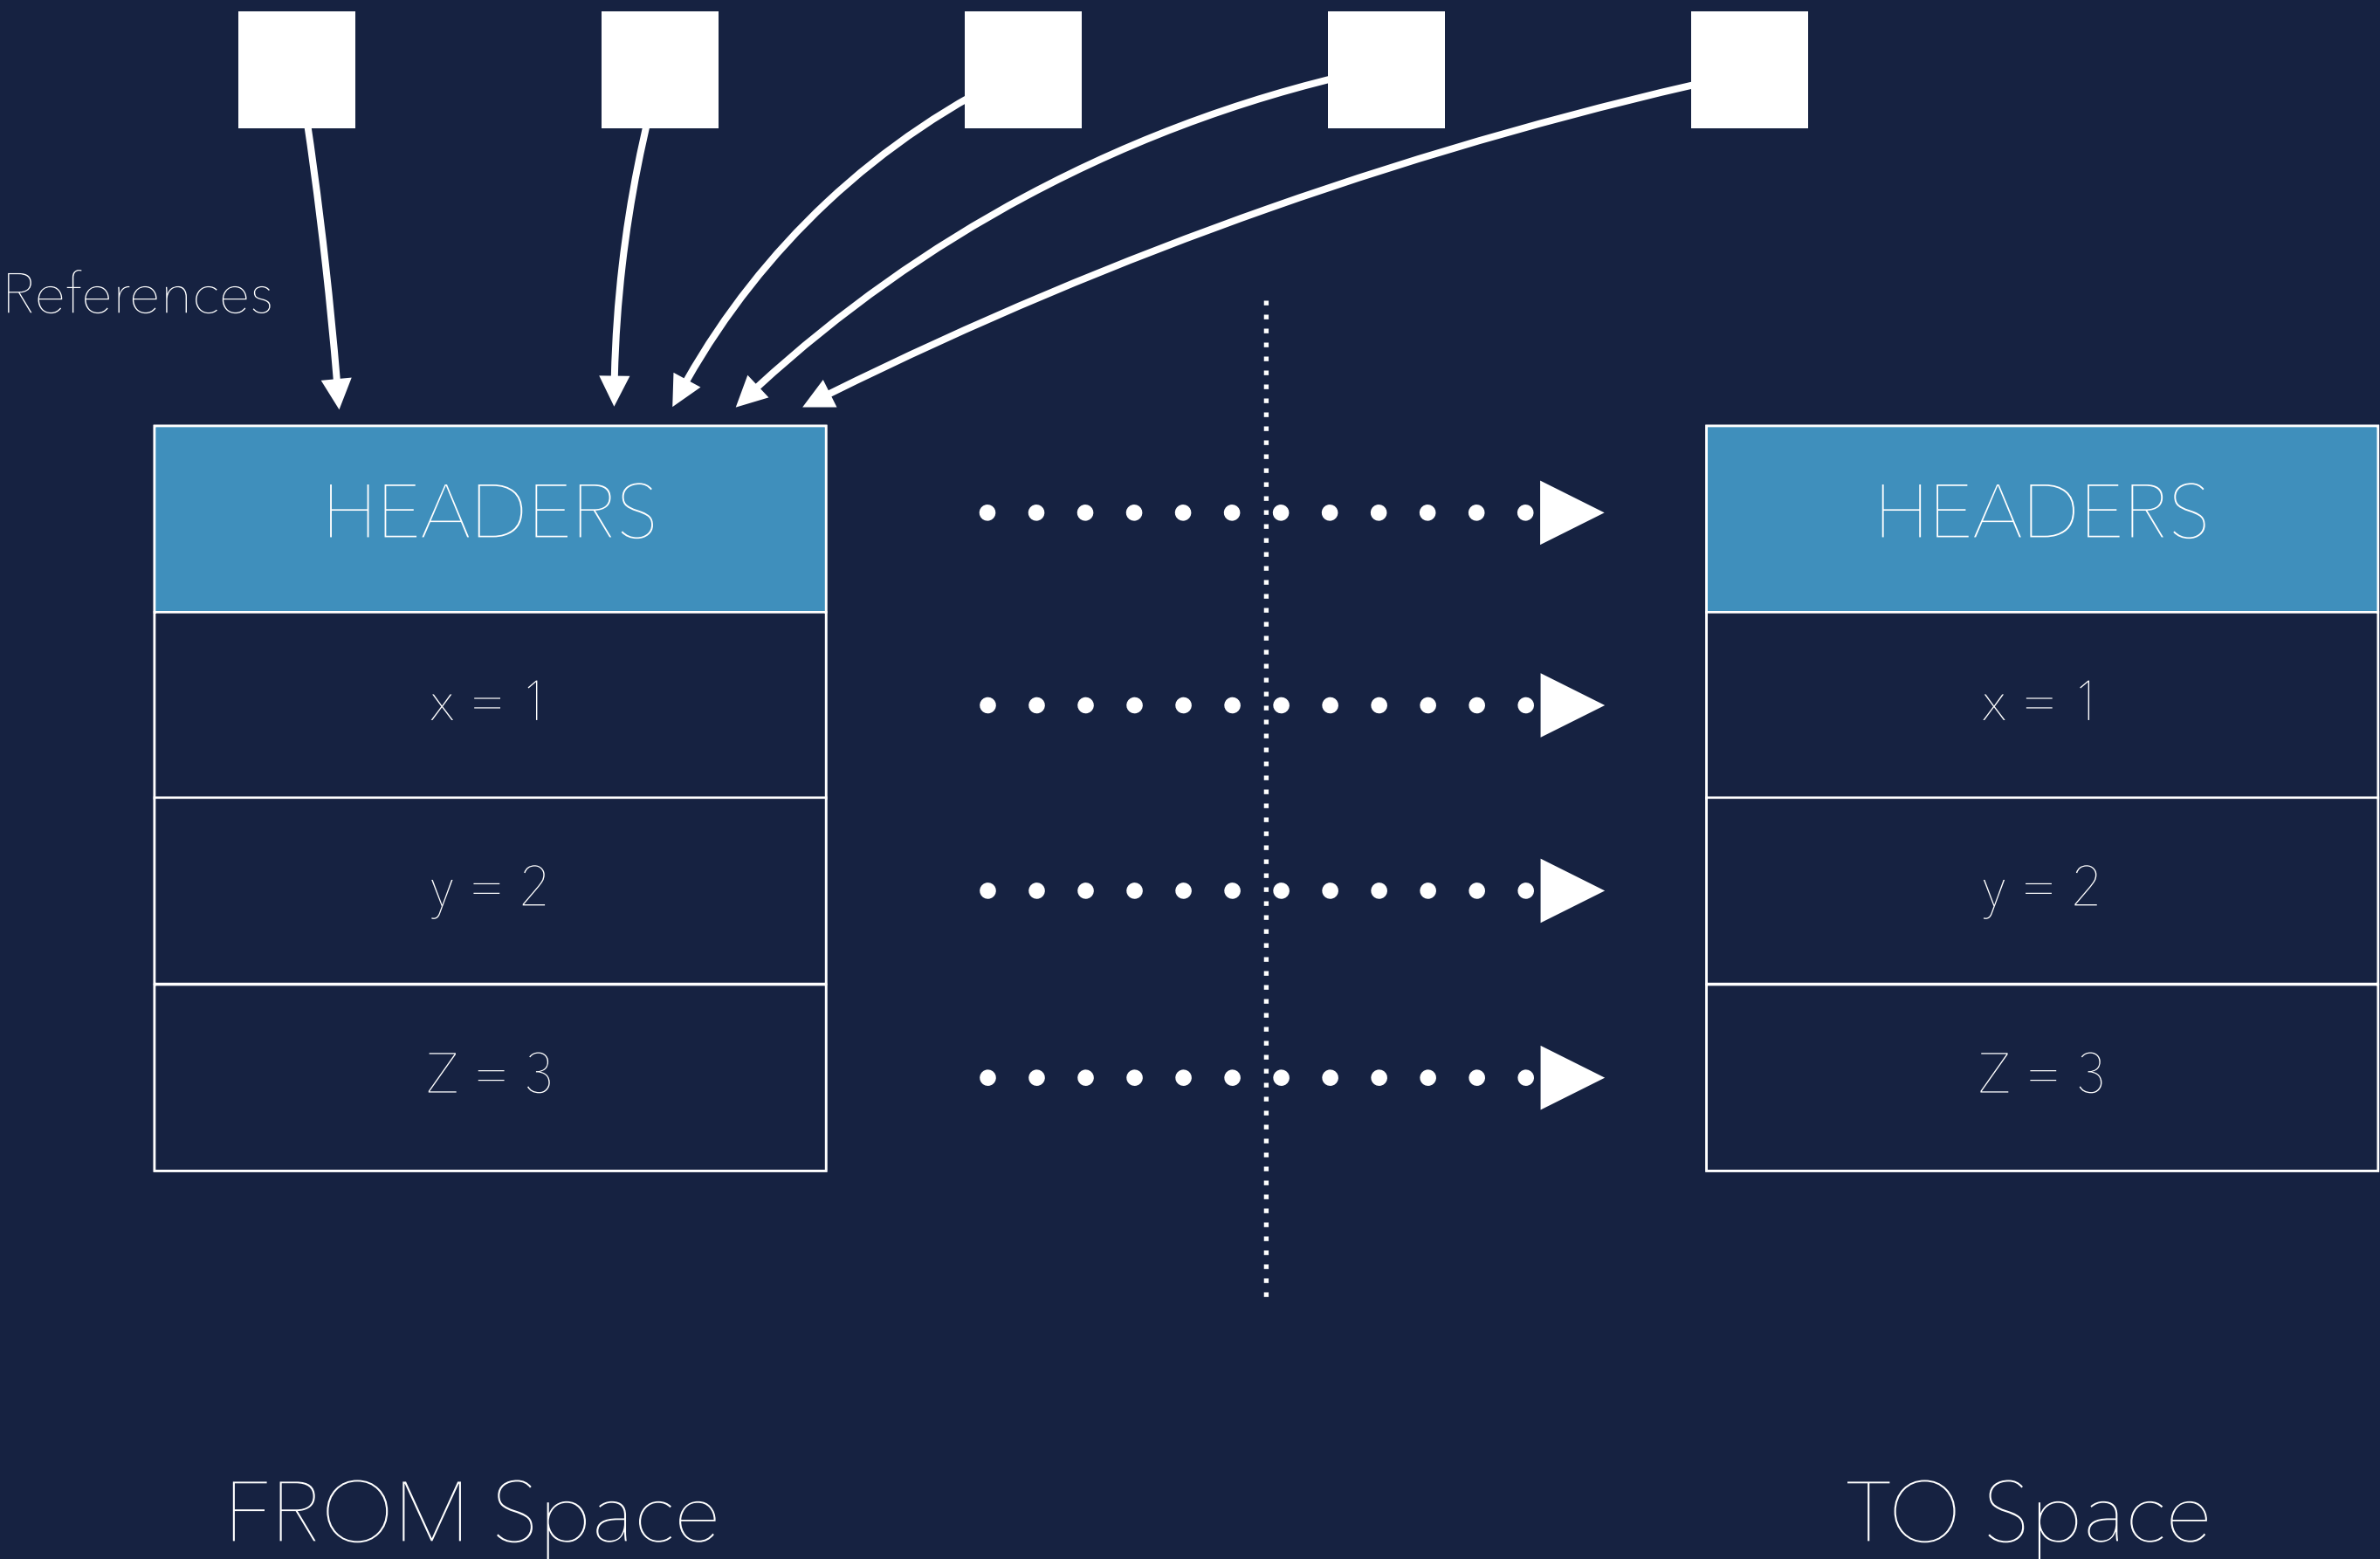 References
HEADERS
HEADERS
x = 1
x = 1
y = 2
y = 2
Z = 3
Z = 3
FROM Space
TO Space